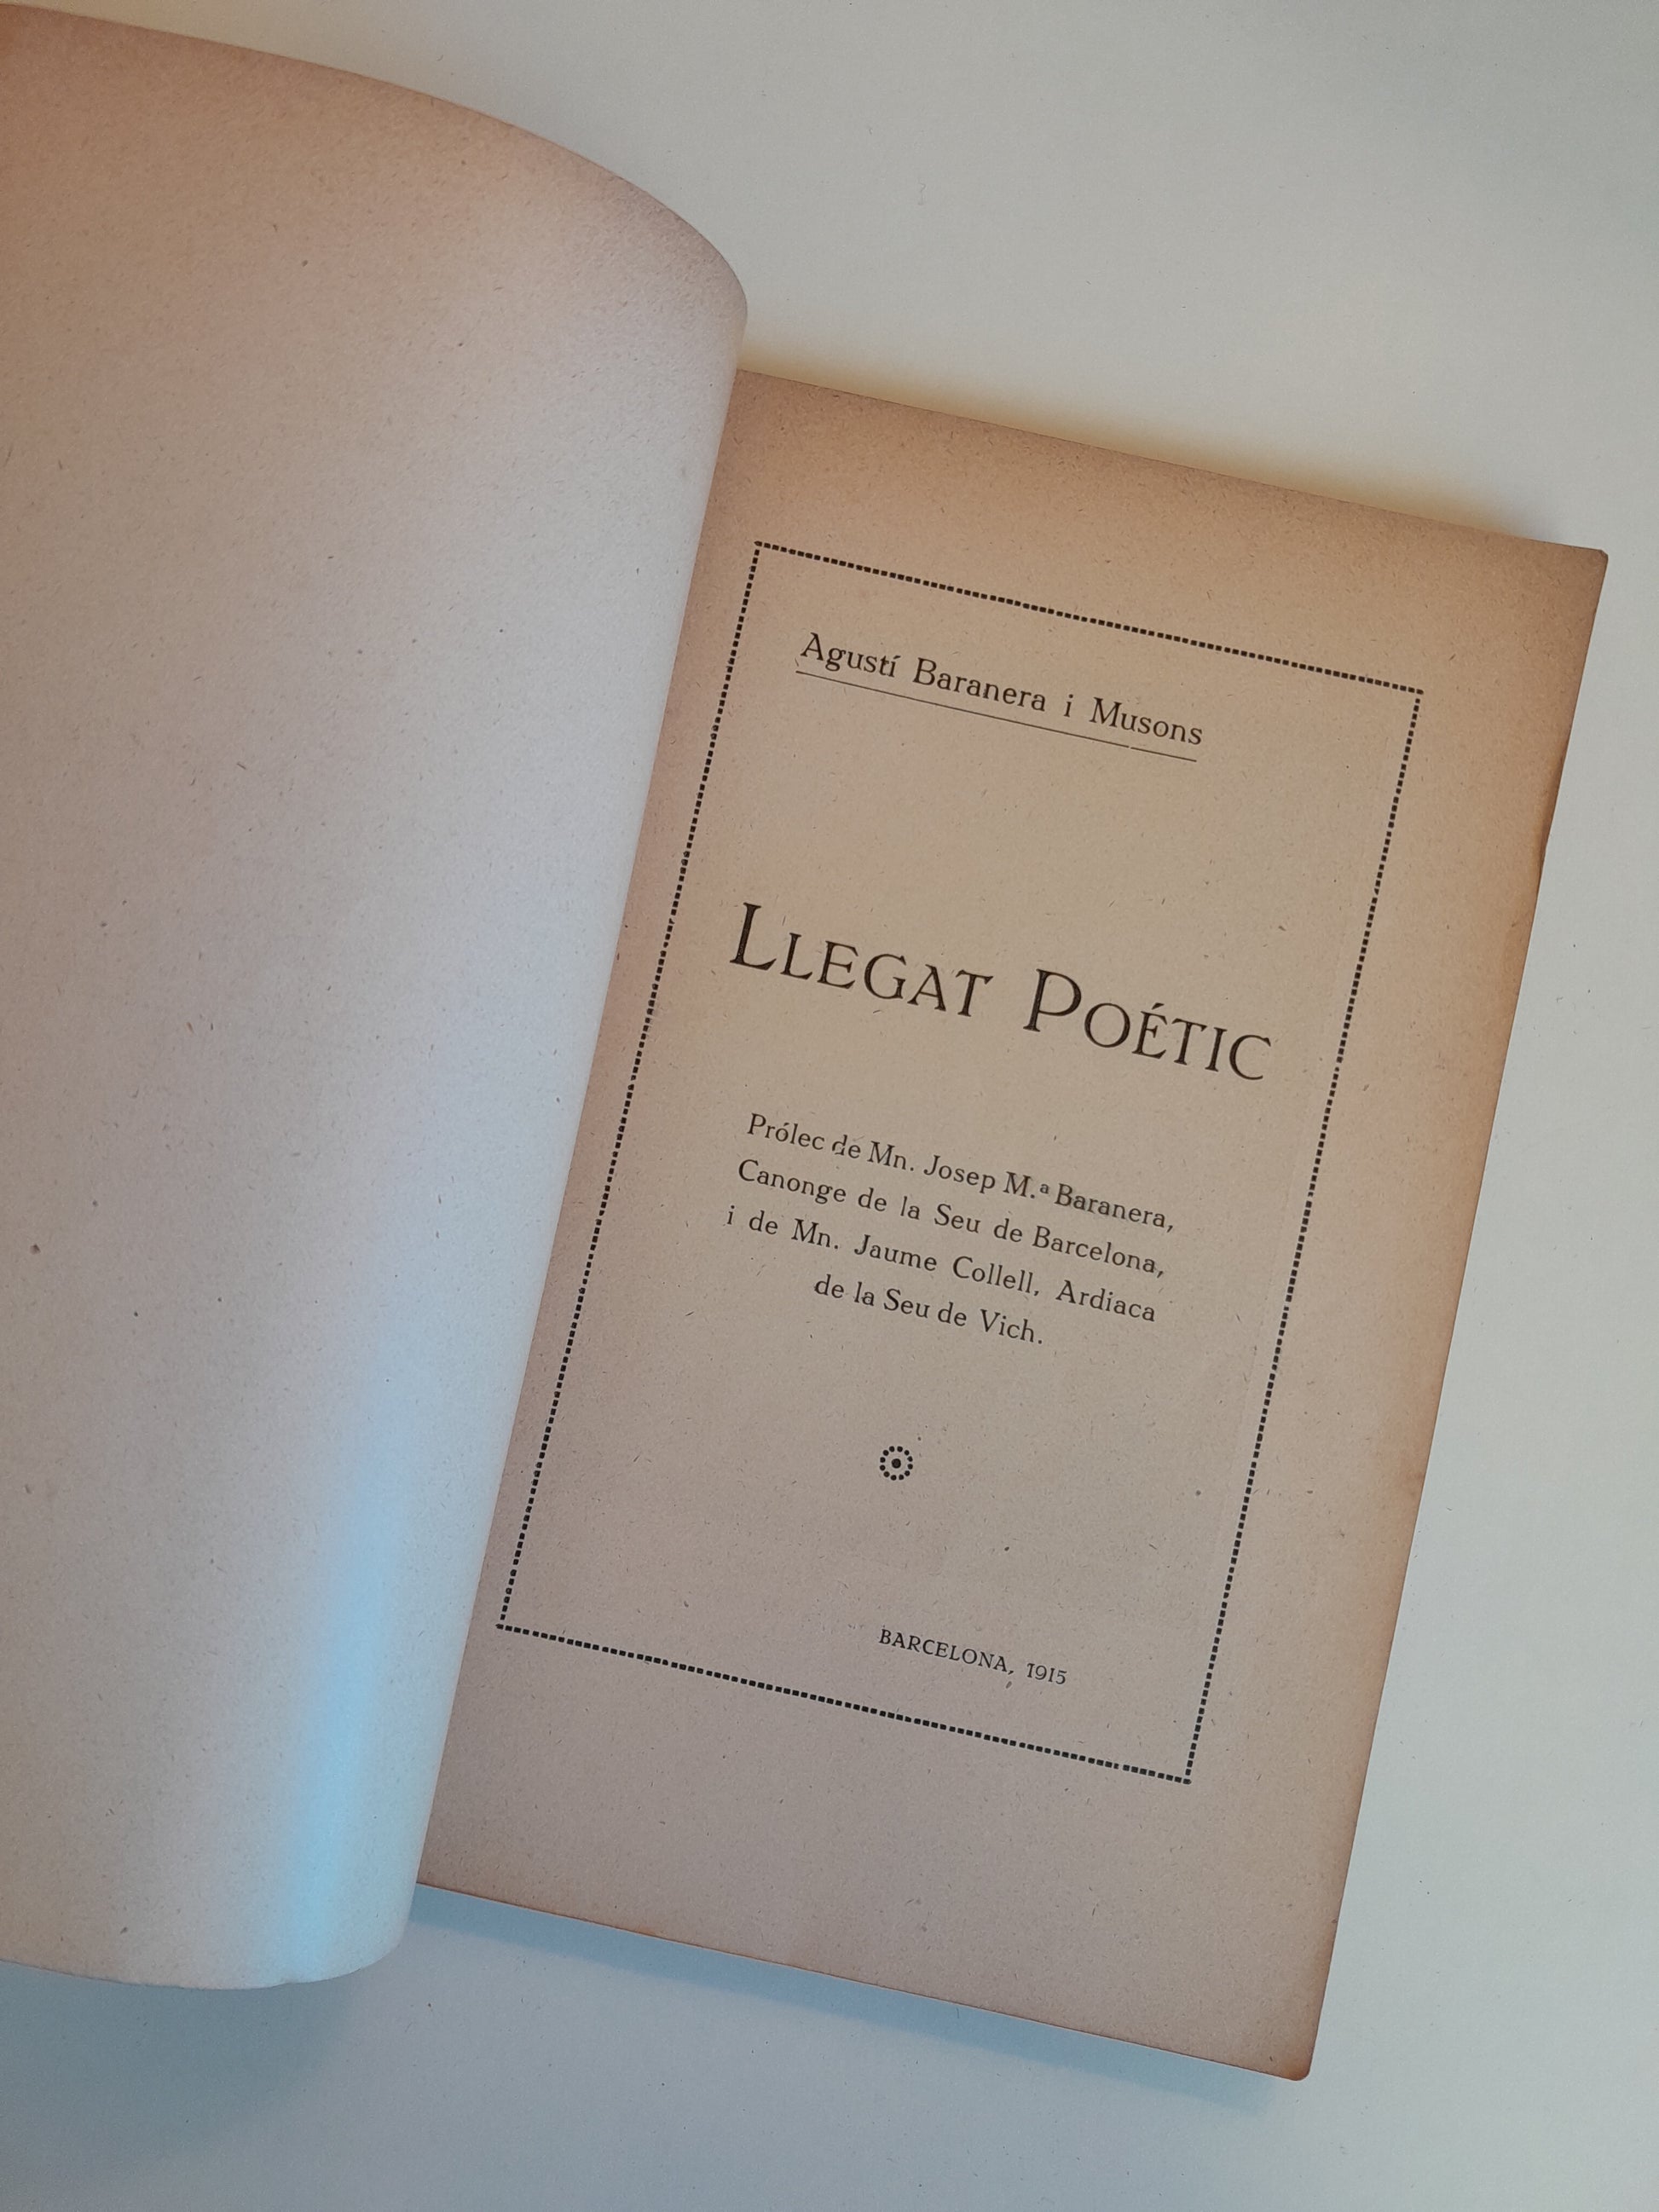 Agustí Baranera i Musons
LLEGAT POÉTIC
Prólec de Mn. Josep M.ª Baranera,
Canonge de la Seu de Barcelona,
i de Mn. Jaume Collell, Ardiaca
de la Seu de Vich.
BARCELONA, 1915